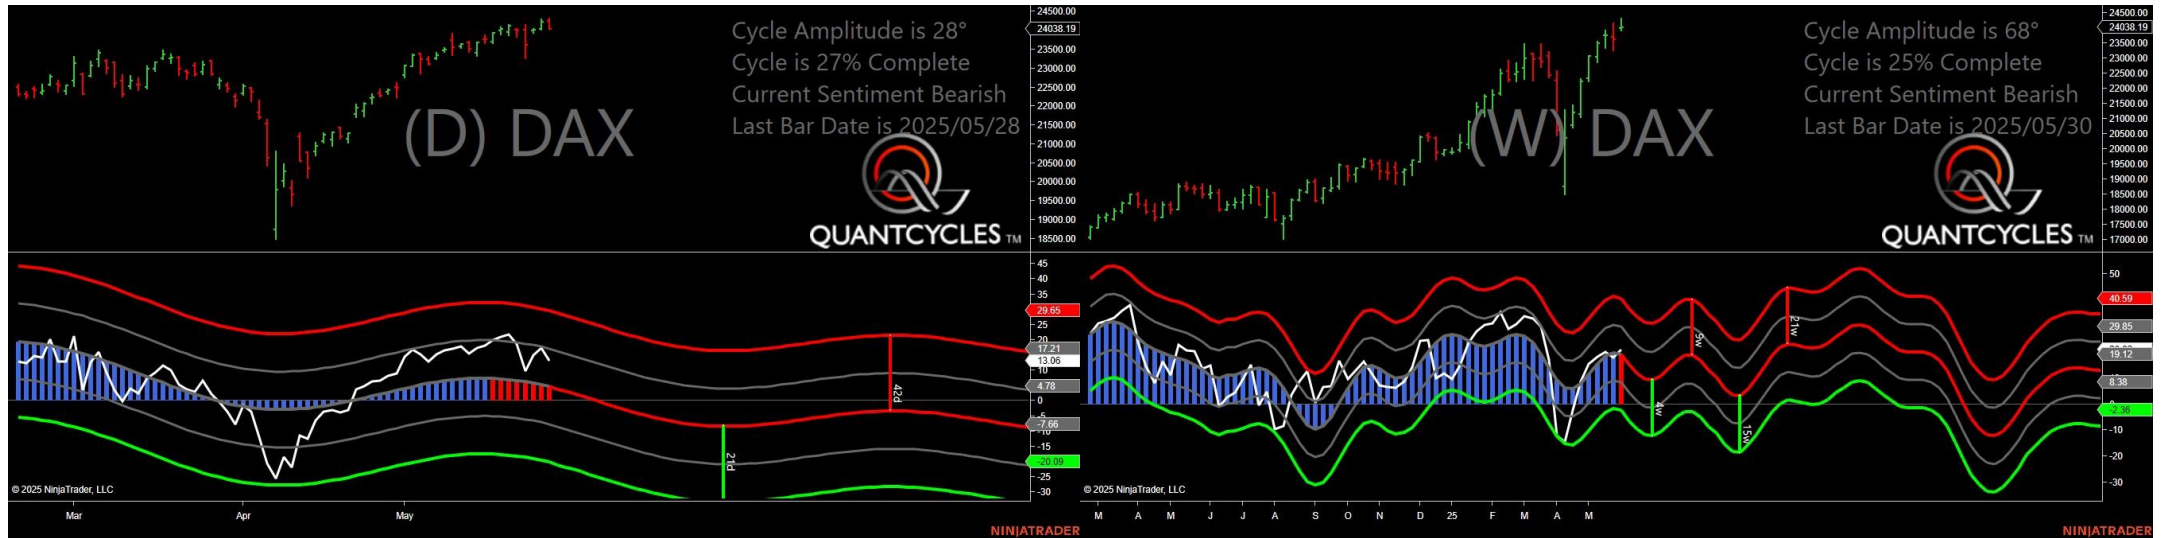 (D) DAX
Cycle Amplitude is 28°
Cycle is 27% Complete
Current Sentiment Bearish
Last Bar Date is 2025/05/28
QUANTCYCLES TM
24500.00
24038.19
23500.00
23000.00
22500.00
22000.00
21500.00
21000.00
20500.00
20000.00
19500.00
19000.00
18500.00
45
40
35
29.65
25
20
17.21
13.06
10
4.78
0
-5
-7.66
-10
-15
-20.09
-25
-30
42d
21d
© 2025 NinjaTrader, LLC
Mar
Apr
May
NINJATRADER
(W) DAX
Cycle Amplitude is 68°
Cycle is 25% Complete
Current Sentiment Bearish
Last Bar Date is 2025/05/30
QUANTCYCLES TM
24500.00
24038.19
23500.00
23000.00
22500.00
22000.00
21500.00
21000.00
20500.00
20000.00
19500.00
19000.00
18500.00
18000.00
17500.00
17000.00
50
40.59
29.85
19.12
8.38
0
-2.36
-10
-20
-30
9w
21w
4w
15w
© 2025 NinjaTrader, LLC
M A M J J A S O N D 25 F M A M
NINJATRADER